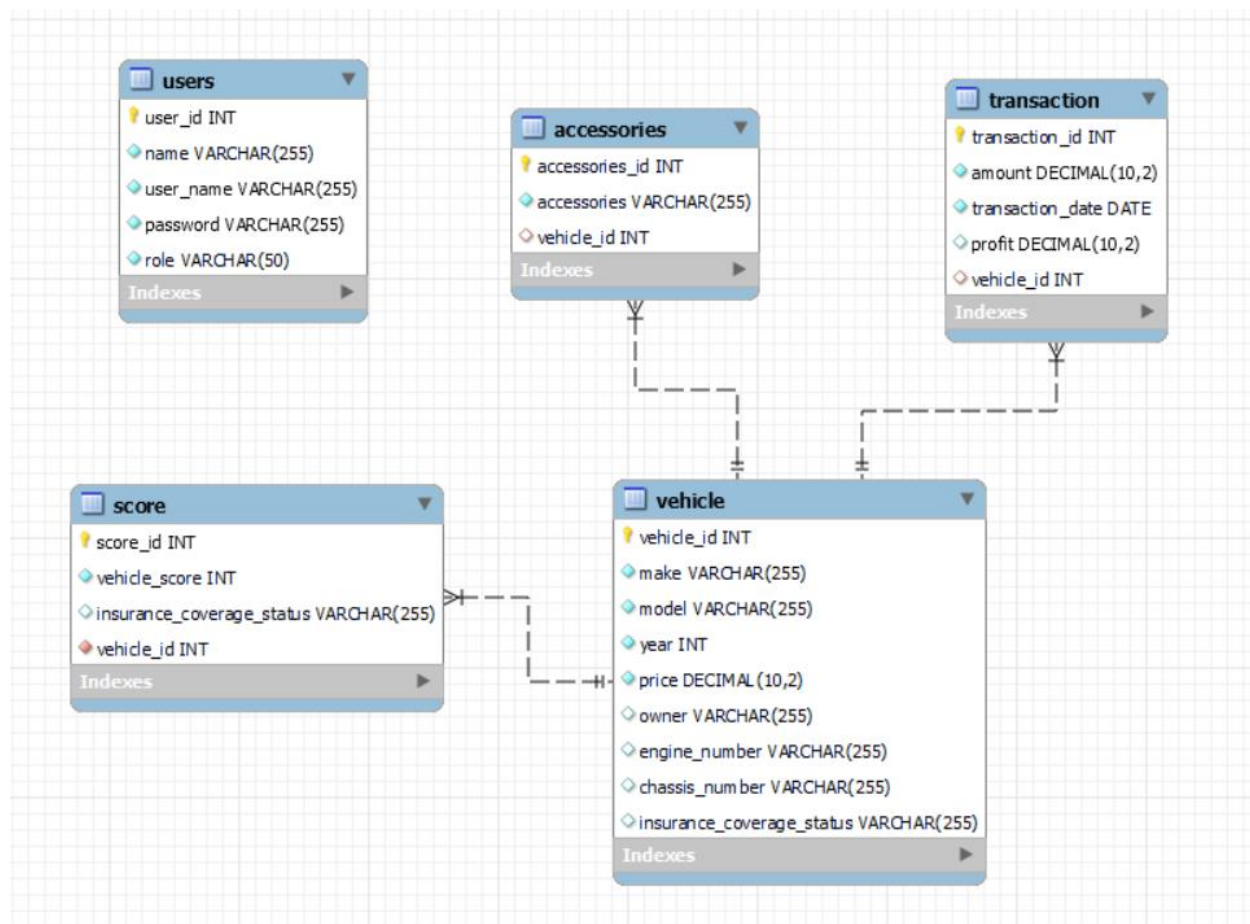 users
user_id INT
name VARCHAR(255)
user_name VARCHAR(255)
password VARCHAR(255)
role VARCHAR(50)
Indexes
accessories
accessories_id INT
accessories VARCHAR(255)
vehicle_id INT
Indexes
transaction
transaction_id INT
amount DECIMAL(10,2)
transaction_date DATE
profit DECIMAL(10,2)
vehicle_id INT
Indexes
score
score_id INT
vehicle_score INT
insurance_coverage_status VARCHAR(255)
vehicle_id INT
Indexes
vehicle
vehicle_id INT
make VARCHAR(255)
model VARCHAR(255)
year INT
price DECIMAL(10,2)
owner VARCHAR(255)
engine_number VARCHAR(255)
chassis_number VARCHAR(255)
insurance_coverage_status VARCHAR(255)
Indexes